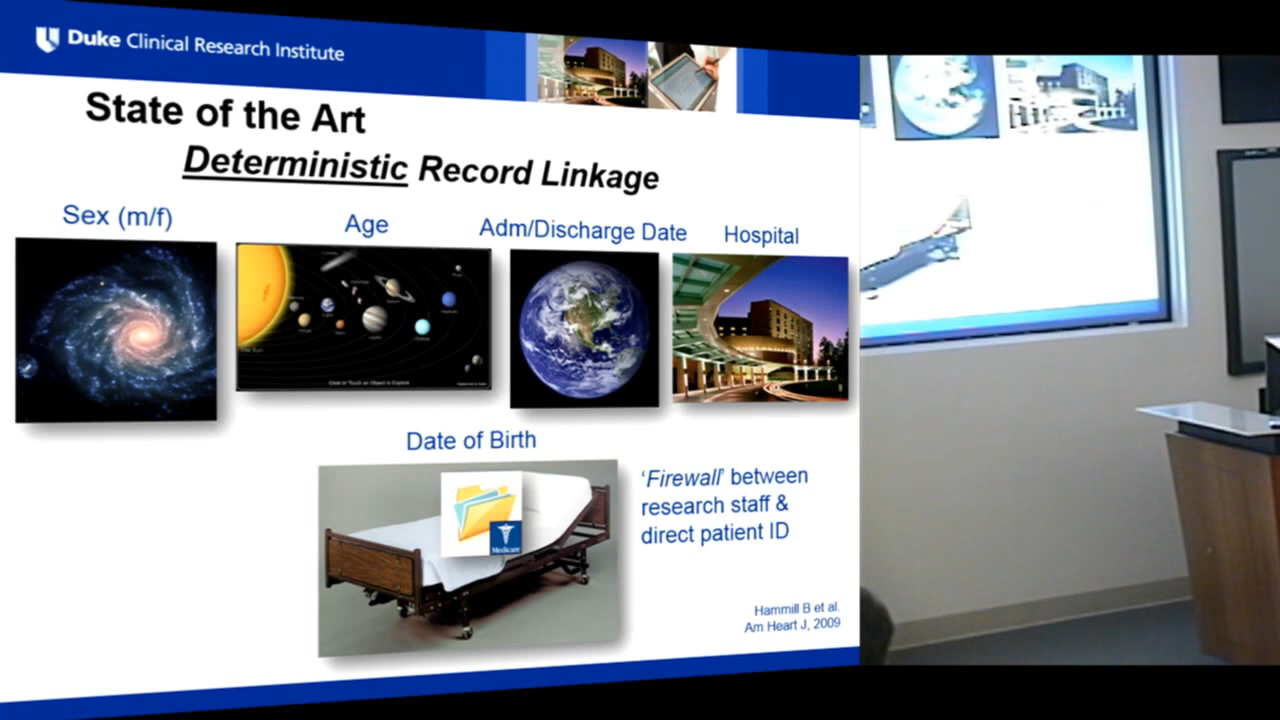 Duke Clinical Research Institute
State of the Art
Deterministic Record Linkage
Sex (m/f)
Age
Adm/Discharge Date
Hospital
Date of Birth
Medicare
'Firewall' between
research staff &
direct patient ID
Hammill B et al.
Am Heart J, 2009